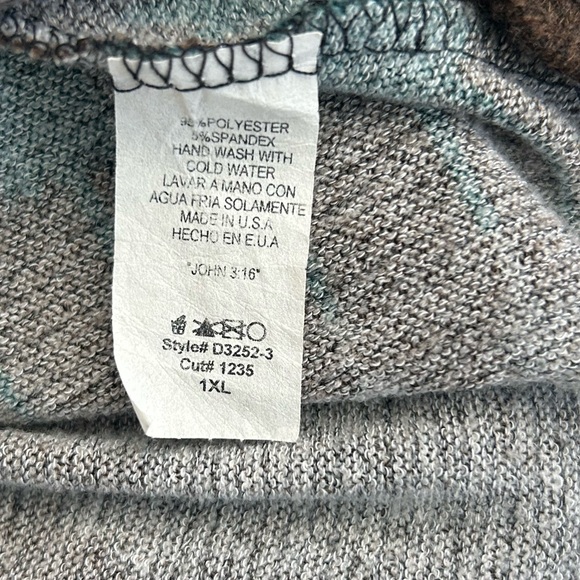 95%POLYESTER
5%SPANDEX
HAND WASH WITH
COLD WATER
LAVAR A MANO CON
AGUA FRIA SOLAMENTE
MADE IN U.S.A
HECHO EN E.U.A
"JOHN 3:16"
Style# D3252-3
Cut# 1235
1XL